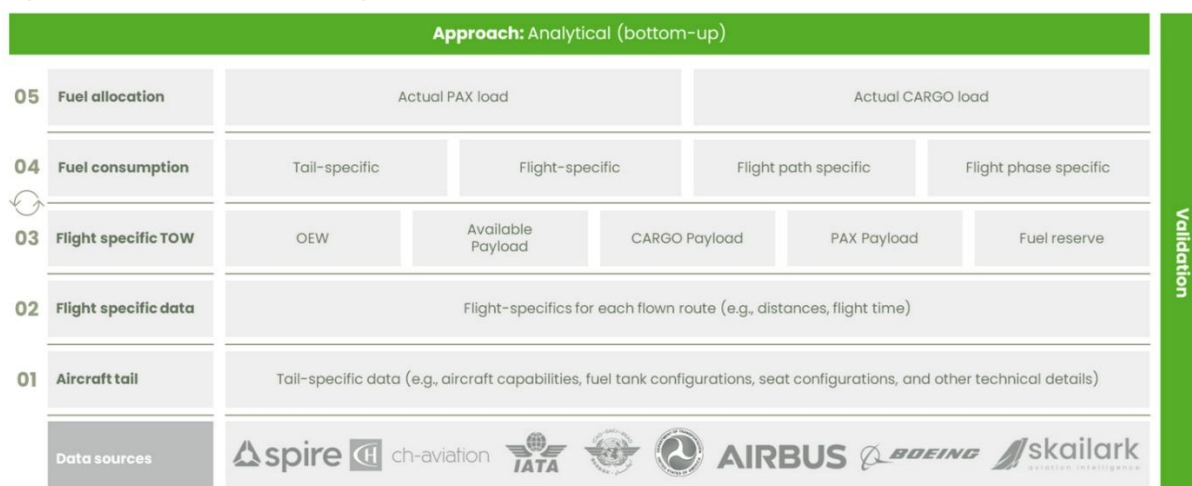 Approach: Analytical (bottom-up)
05 Fuel allocation Actual PAX load Actual CARGO load
04 Fuel consumption Tail-specific Flight-specific Flight path specific Flight phase specific
03 Flight specific TOW OEW Available Payload CARGO Payload PAX Payload Fuel reserve
02 Flight specific data Flight-specifics for each flown route (e.g., distances, flight time)
01 Aircraft tail Tail-specific data (e.g., aircraft capabilities, fuel tank configurations, seat configurations, and other technical details)
Data sources spire CH ch-aviation IATA AIRBUS BOEING skailark aviation intelligence
Validation